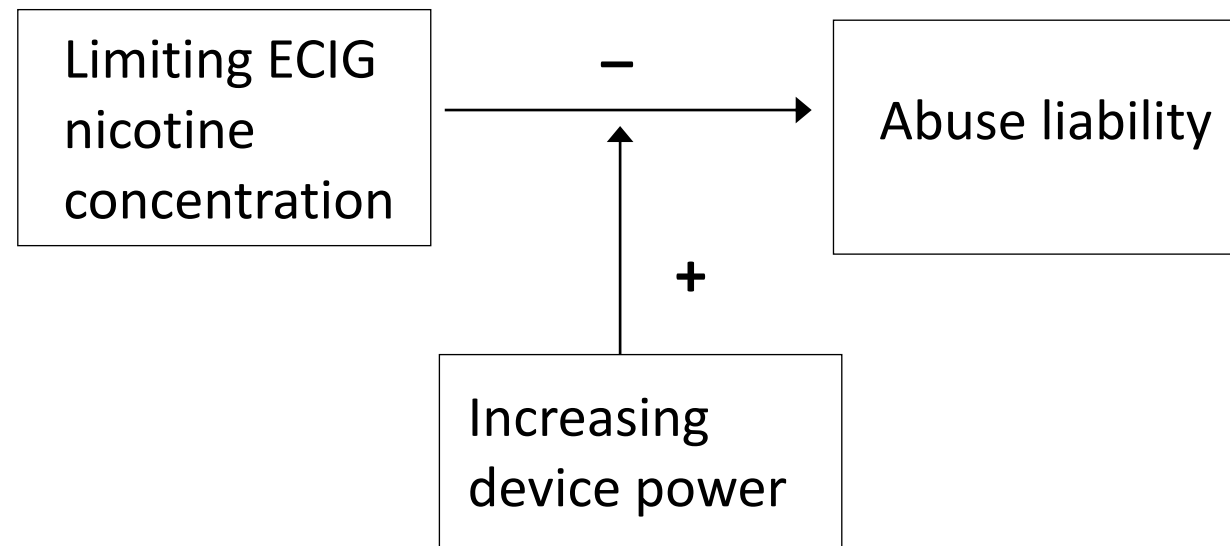 Limiting ECIG
nicotine
concentration
–
Abuse liability
+
Increasing
device power